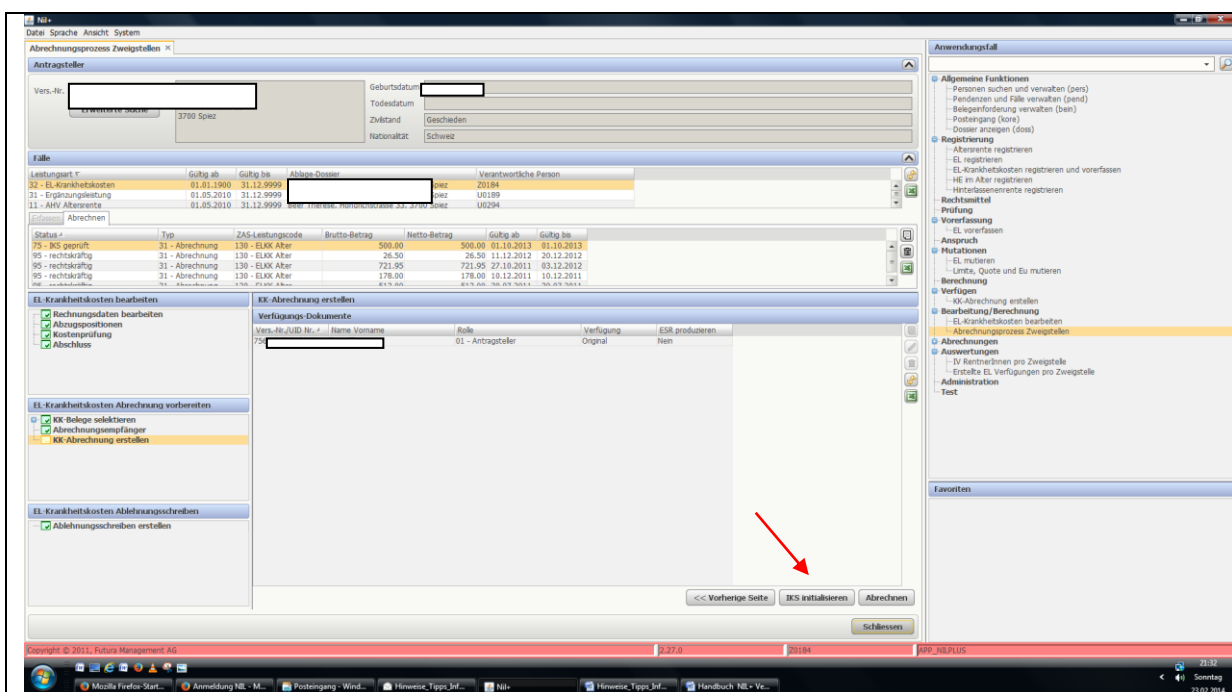 Nil+
Datei Sprache Ansicht System
Abrechnungsprozess Zweigstellen
Antragsteller
Vers.-Nr.
Erweiterte Suche
3700 Spiez
Geburtsdatum
Todesdatum
Zivilstand Geschieden
Nationalität Schweiz
Fälle
Leistungsart Gültig ab Gültig bis Ablage-Dossier Verantwortliche Person
32 - EL-Krankheitskosten 01.01.1900 31.12.9999 Spiez Z0184
31 - Ergänzungsleistung 01.05.2010 31.12.9999 Spiez U0189
11 - AHV Altersrente 01.05.2010 31.12.9999 3700 Spiez U0294
Erfassen Abrechnen
Status Typ ZAS-Leistungscode Brutto-Betrag Netto-Betrag Gültig ab Gültig bis
75 - IKS geprüft 31 - Abrechnung 130 - ELKK Alter 500.00 500.00 01.10.2013 01.10.2013
95 - rechtskräftig 31 - Abrechnung 130 - ELKK Alter 26.50 26.50 11.12.2012 20.12.2012
95 - rechtskräftig 31 - Abrechnung 130 - ELKK Alter 721.95 721.95 27.10.2011 03.12.2012
95 - rechtskräftig 31 - Abrechnung 130 - ELKK Alter 178.00 178.00 10.12.2011 10.12.2011
EL-Krankheitskosten bearbeiten
Rechnungsdaten bearbeiten
Abzugspositionen
Kostenprüfung
Abschluss
EL-Krankheitskosten Abrechnung vorbereiten
KK-Belege selektieren
Abrechnungsempfänger
KK-Abrechnung erstellen
EL-Krankheitskosten Ablehnungsschreiben
Ablehnungsschreiben erstellen
KK-Abrechnung erstellen
Verfügungs-Dokumente
Vers.-Nr./UID Nr. Name Vorname Rolle Verfügung ESR produzieren
756 01 - Antragsteller Original Nein
<< Vorherige Seite IKS initialisieren Abrechnen
Schliessen
Anwendungsfall
Allgemeine Funktionen
Personen suchen und verwalten (pers)
Pendenzen und Fälle verwalten (pend)
Belegeinforderung verwalten (bein)
Posteingang (kore)
Dossier anzeigen (doss)
Registrierung
Altersrente registrieren
EL registrieren
EL-Krankheitskosten registrieren und vorerfassen
HE im Alter registrieren
Hinterlassenenrente registrieren
Rechtsmittel
Prüfung
Vorerfassung
EL vorerfassen
Anspruch
Mutationen
EL mutieren
Limite, Quote und Eu mutieren
Berechnung
Verfügen
KK-Abrechnung erstellen
Bearbeitung/Berechnung
EL-Krankheitskosten bearbeiten
Abrechnungsprozess Zweigstellen
Abrechnungen
Auswertungen
IV RentnerInnen pro Zweigstelle
Erstellte EL Verfügungen pro Zweigstelle
Administration
Test
Favoriten
Copyright © 2011, Futura Management AG 2.27.0 Z0184 APP_NILPLUS
Mozilla Firefox-Start... Anmeldung NIL - M... Posteingang - Wind... Hinweise_Tipps_Inf... Nil+ Hinweise_Tipps_Inf... Handbuch NIL+ Ve...
21:32
Sonntag
23.02.2014